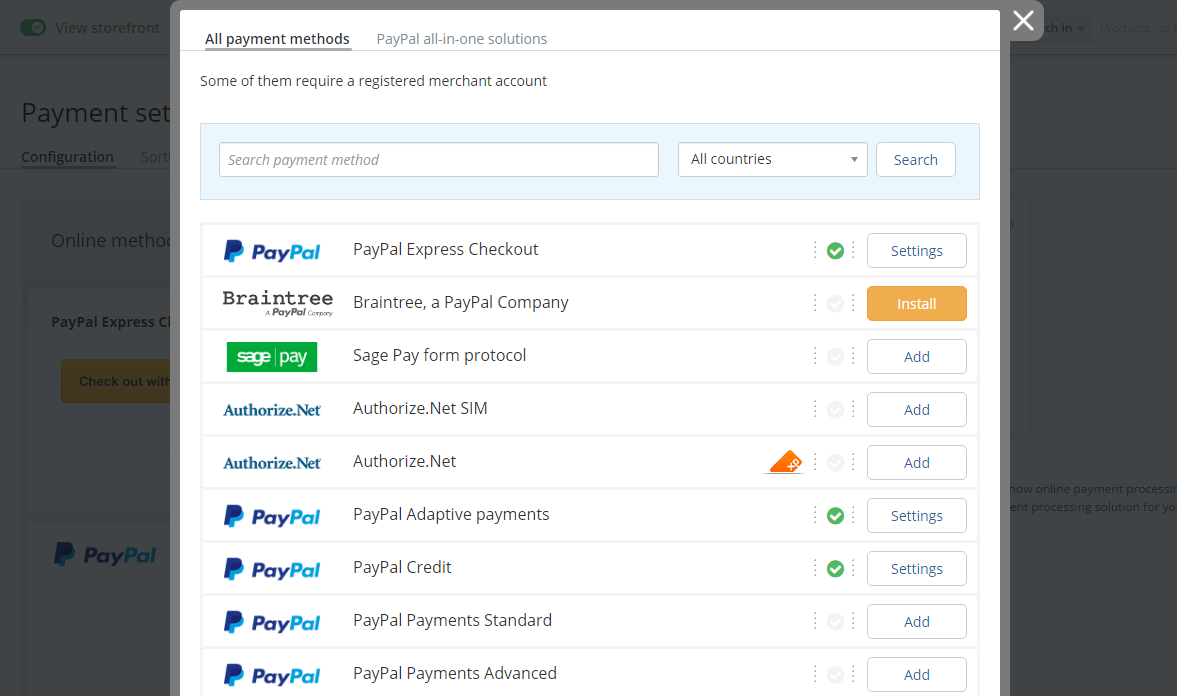 View storefront
All payment methods
PayPal all-in-one solutions
ch in
Products
Some of them require a registered merchant account
Payment set
Configuration
Sort
Search payment method
All countries
Search
Online method
PayPal
PayPal Express Checkout
Settings
Braintree
A PayPal Company
Braintree, a PayPal Company
Install
PayPal Express C
sage pay
Sage Pay form protocol
Add
Check out with
Authorize.Net
Authorize.Net SIM
Add
Authorize.Net
Authorize.Net
XP
Add
now online payment processin
ent processing solution for yo
PayPal
PayPal Adaptive payments
Settings
PayPal
PayPal
PayPal Credit
Settings
PayPal
PayPal Payments Standard
Add
PayPal
PayPal Payments Advanced
Add